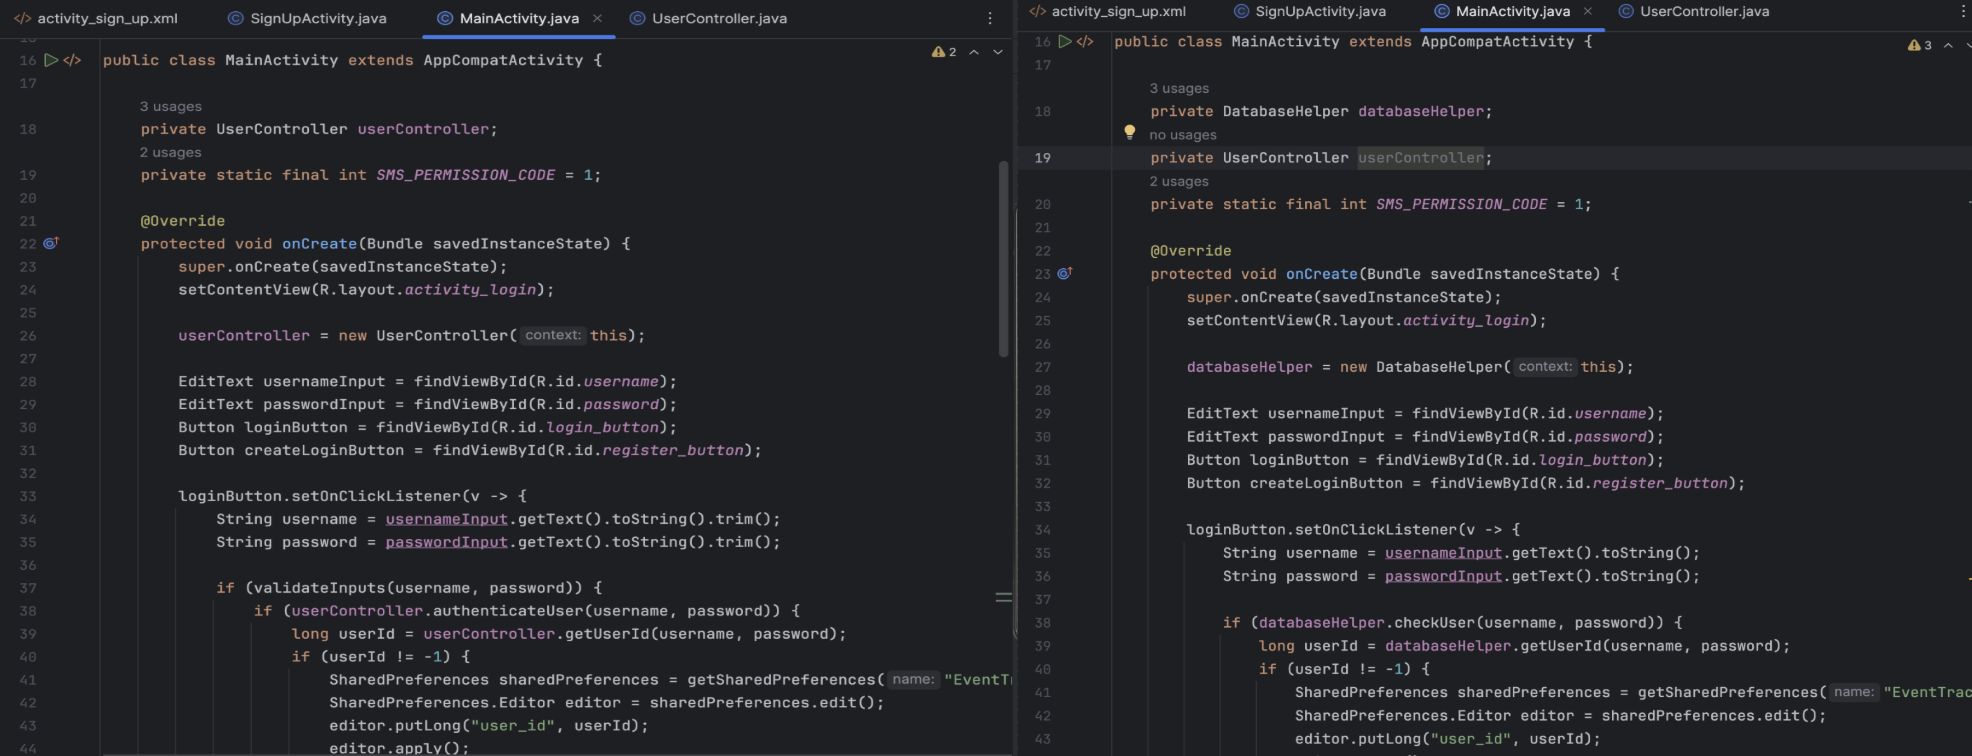 activity_sign_up.xml SignUpActivity.java MainActivity.java UserController.java
16 public class MainActivity extends AppCompatActivity {
2
17
3 usages
18 private UserController userController;
2 usages
19 private static final int SMS_PERMISSION_CODE = 1;
20
21 @Override
22 protected void onCreate(Bundle savedInstanceState) {
23 super.onCreate(savedInstanceState);
24 setContentView(R.layout.activity_login);
25
26 userController = new UserController( context: this);
27
28 EditText usernameInput = findViewById(R.id.username);
29 EditText passwordInput = findViewById(R.id.password);
30 Button loginButton = findViewById(R.id.login_button);
31 Button createLoginButton = findViewById(R.id.register_button);
32
33 loginButton.setOnClickListener(v -> {
34 String username = usernameInput.getText().toString().trim();
35 String password = passwordInput.getText().toString().trim();
36
37 if (validateInputs(username, password)) {
38 if (userController.authenticateUser(username, password)) {
39 long userId = userController.getUserId(username, password);
40 if (userId != -1) {
41 SharedPreferences sharedPreferences = getSharedPreferences( name: "EventTr
42 SharedPreferences.Editor editor = sharedPreferences.edit();
43 editor.putLong("user_id", userId);
44 editor.apply();
activity_sign_up.xml SignUpActivity.java MainActivity.java UserController.java
16 public class MainActivity extends AppCompatActivity {
3
17
3 usages
18 private DatabaseHelper databaseHelper;
no usages
19 private UserController userController;
2 usages
20 private static final int SMS_PERMISSION_CODE = 1;
21
22 @Override
23 protected void onCreate(Bundle savedInstanceState) {
24 super.onCreate(savedInstanceState);
25 setContentView(R.layout.activity_login);
26
27 databaseHelper = new DatabaseHelper( context: this);
28
29 EditText usernameInput = findViewById(R.id.username);
30 EditText passwordInput = findViewById(R.id.password);
31 Button loginButton = findViewById(R.id.login_button);
32 Button createLoginButton = findViewById(R.id.register_button);
33
34 loginButton.setOnClickListener(v -> {
35 String username = usernameInput.getText().toString();
36 String password = passwordInput.getText().toString();
37
38 if (databaseHelper.checkUser(username, password)) {
39 long userId = databaseHelper.getUserId(username, password);
40 if (userId != -1) {
41 SharedPreferences sharedPreferences = getSharedPreferences( name: "EventTrac
42 SharedPreferences.Editor editor = sharedPreferences.edit();
43 editor.putLong("user_id", userId);